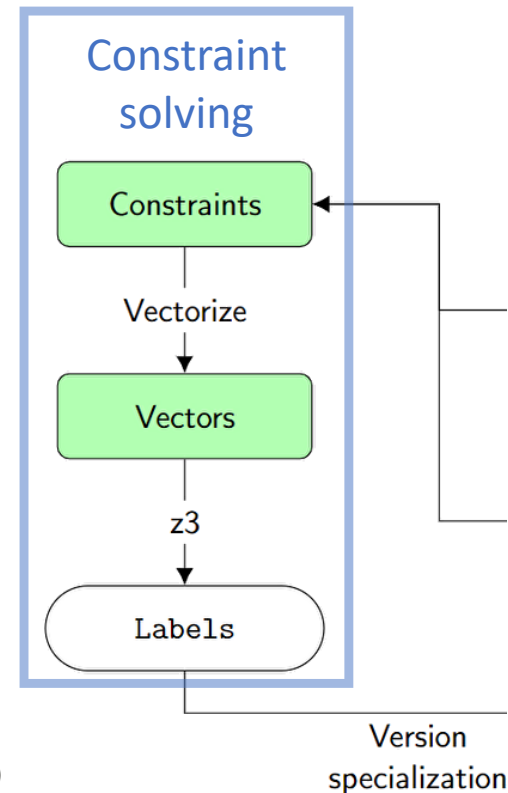 Constraint
solving
Constraints
Vectorize
Vectors
z3
Labels
Version
specialization
)